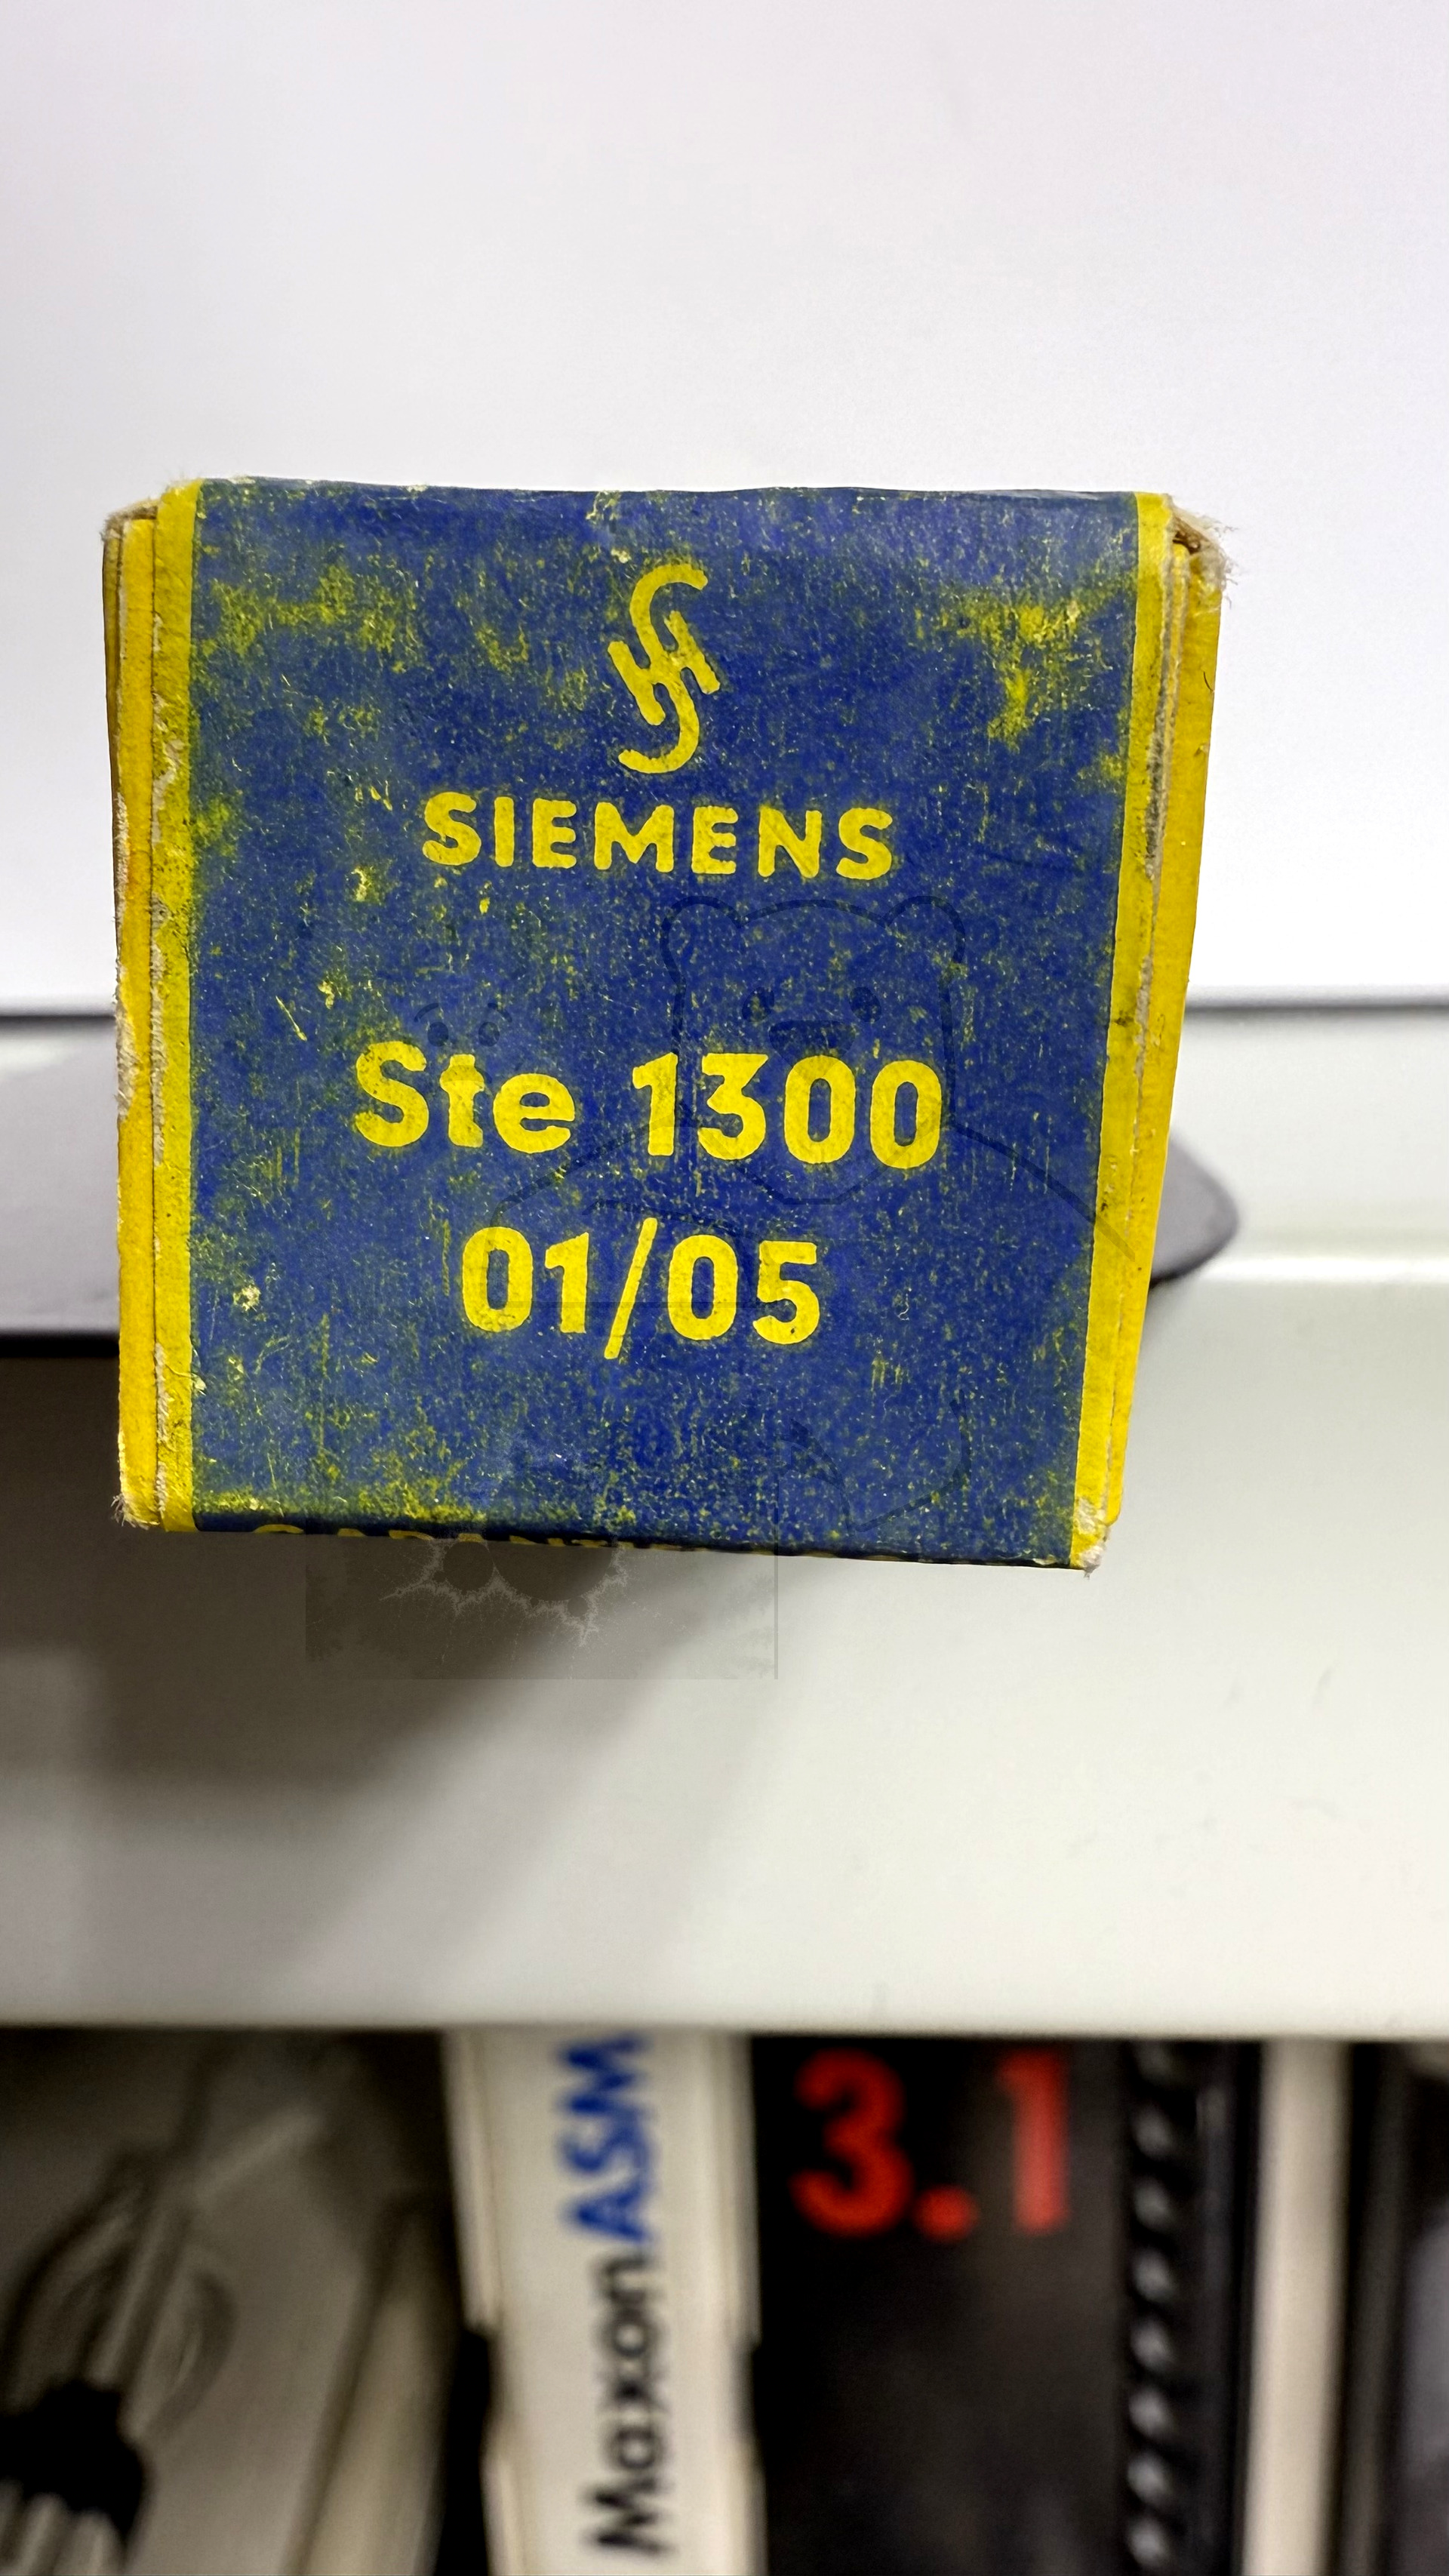 SIEMENS
Ste 1300
01/05
MaxonASM
3.1